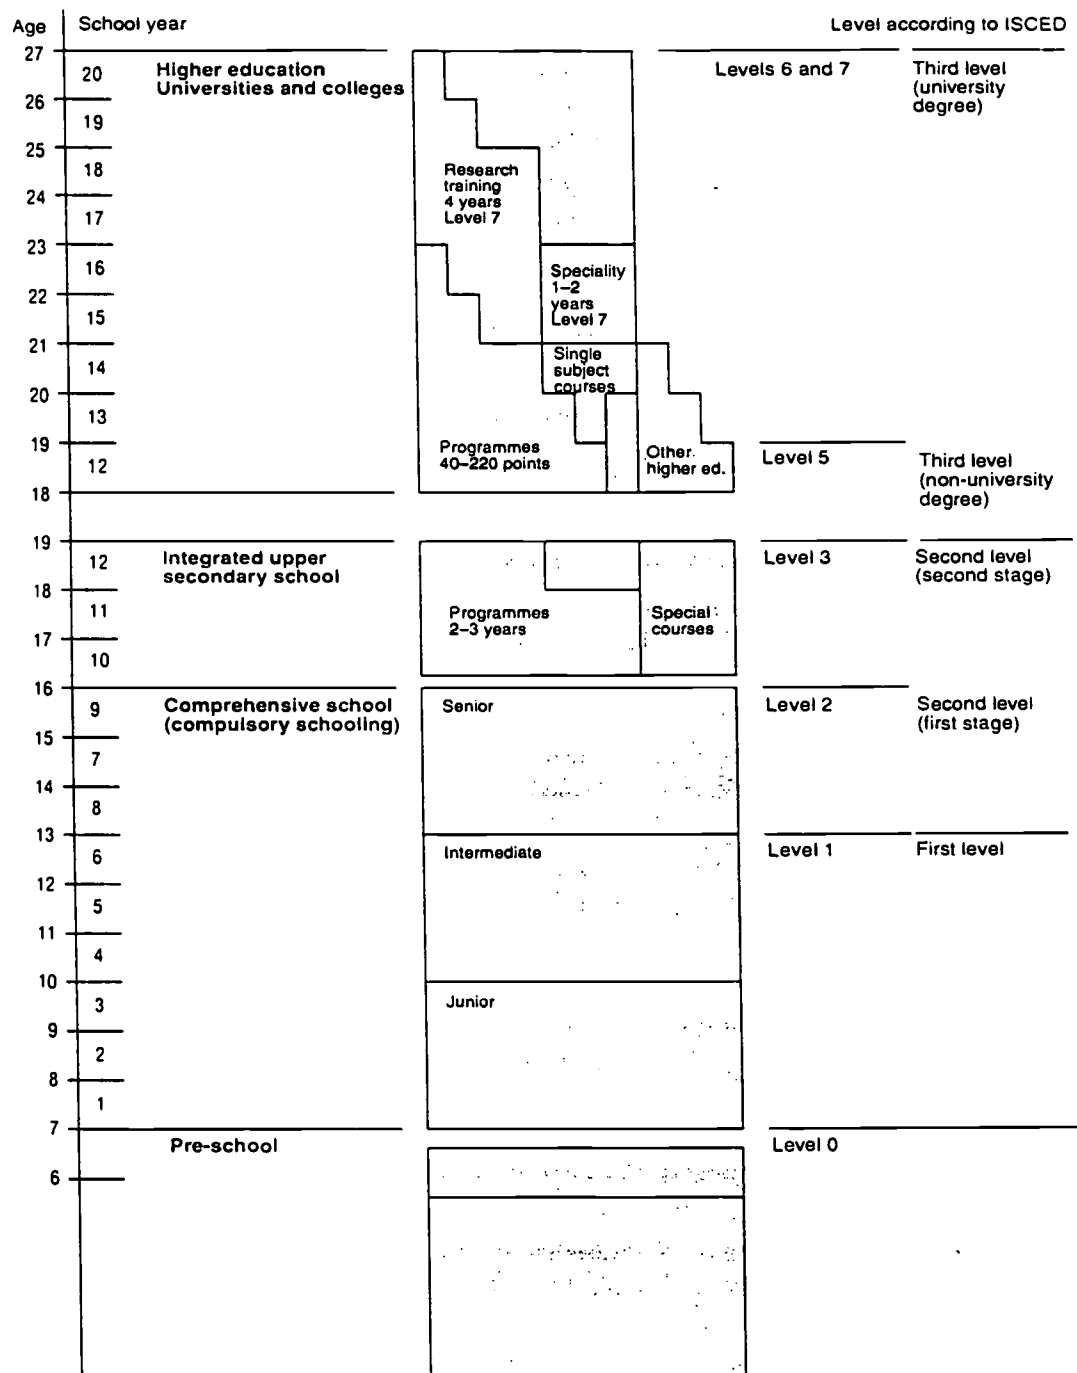 Age School year Level according to ISCED
27
20 Higher education Levels 6 and 7 Third level
Universities and colleges (university
26 degree)
19
25
18 Research
training
24 4 years
17 Level 7
23
16 Speciality
1–2
22 years
15 Level 7
21
14 Single
subject
20 courses
13
19
12 Programmes Other Level 5 Third level
40–220 points higher ed. (non-university
18 degree)
19
12 Integrated upper Level 3 Second level
secondary school (second stage)
18
11 Programmes Special
2–3 years courses
17
10
16
9 Comprehensive school Senior Level 2 Second level
(compulsory schooling) (first stage)
15
7
14
8
13
6 Intermediate Level 1 First level
12
5
11
4
10
3 Junior
9
2
8
1
7
Pre-school Level 0
6